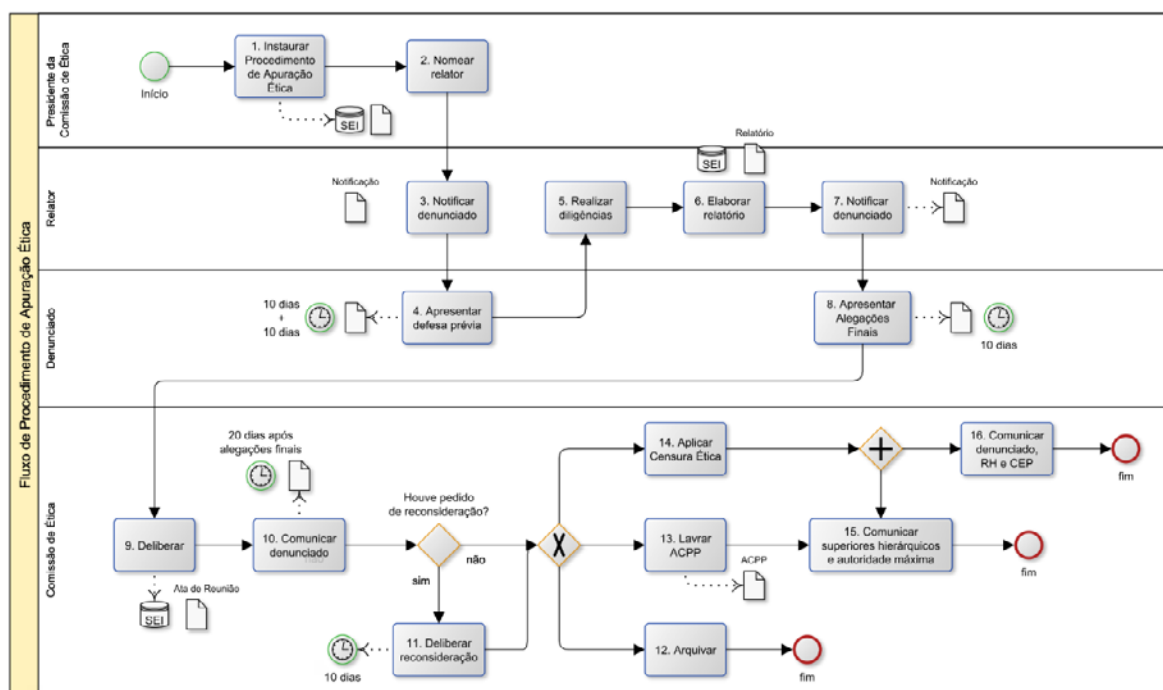 Fluxo de Procedimento de Apuração Ética
Presidente da
Comissão de Ética
Início
1. Instaurar
Procedimento
de Apuração
Ética
SEI
2. Nomear
relator
Relator
Notificação
3. Notificar
denunciado
5. Realizar
diligências
SEI
Relatório
6. Elaborar
relatório
7. Notificar
denunciado
Notificação
Denunciado
10 dias
+
10 dias
4. Apresentar
defesa prévia
8. Apresentar
Alegações
Finais
10 dias
Comissão de Ética
9. Deliberar
SEI
Ata de Reunião
20 dias após
alegações finais
10. Comunicar
denunciado
Houve pedido
de reconsideração?
não
sim
11. Deliberar
reconsideração
10 dias
X
14. Aplicar
Censura Ética
+
16. Comunicar
denunciado,
RH e CEP
fim
13. Lavrar
ACPP
ACPP
15. Comunicar
superiores hierárquicos
e autoridade máxima
fim
12. Arquivar
fim